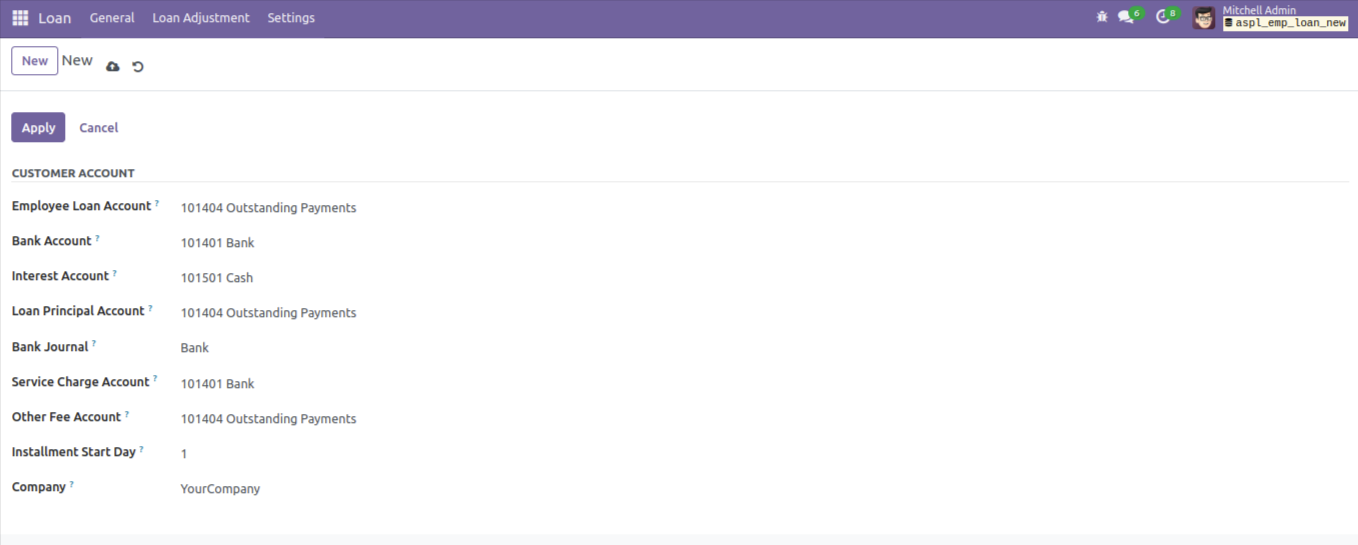 Loan General Loan Adjustment Settings 6 8 Mitchell Admin
aspl_emp_loan_new
New New
Apply Cancel
CUSTOMER ACCOUNT
Employee Loan Account ? 101404 Outstanding Payments
Bank Account ? 101401 Bank
Interest Account ? 101501 Cash
Loan Principal Account ? 101404 Outstanding Payments
Bank Journal ? Bank
Service Charge Account ? 101401 Bank
Other Fee Account ? 101404 Outstanding Payments
Installment Start Day ? 1
Company ? YourCompany